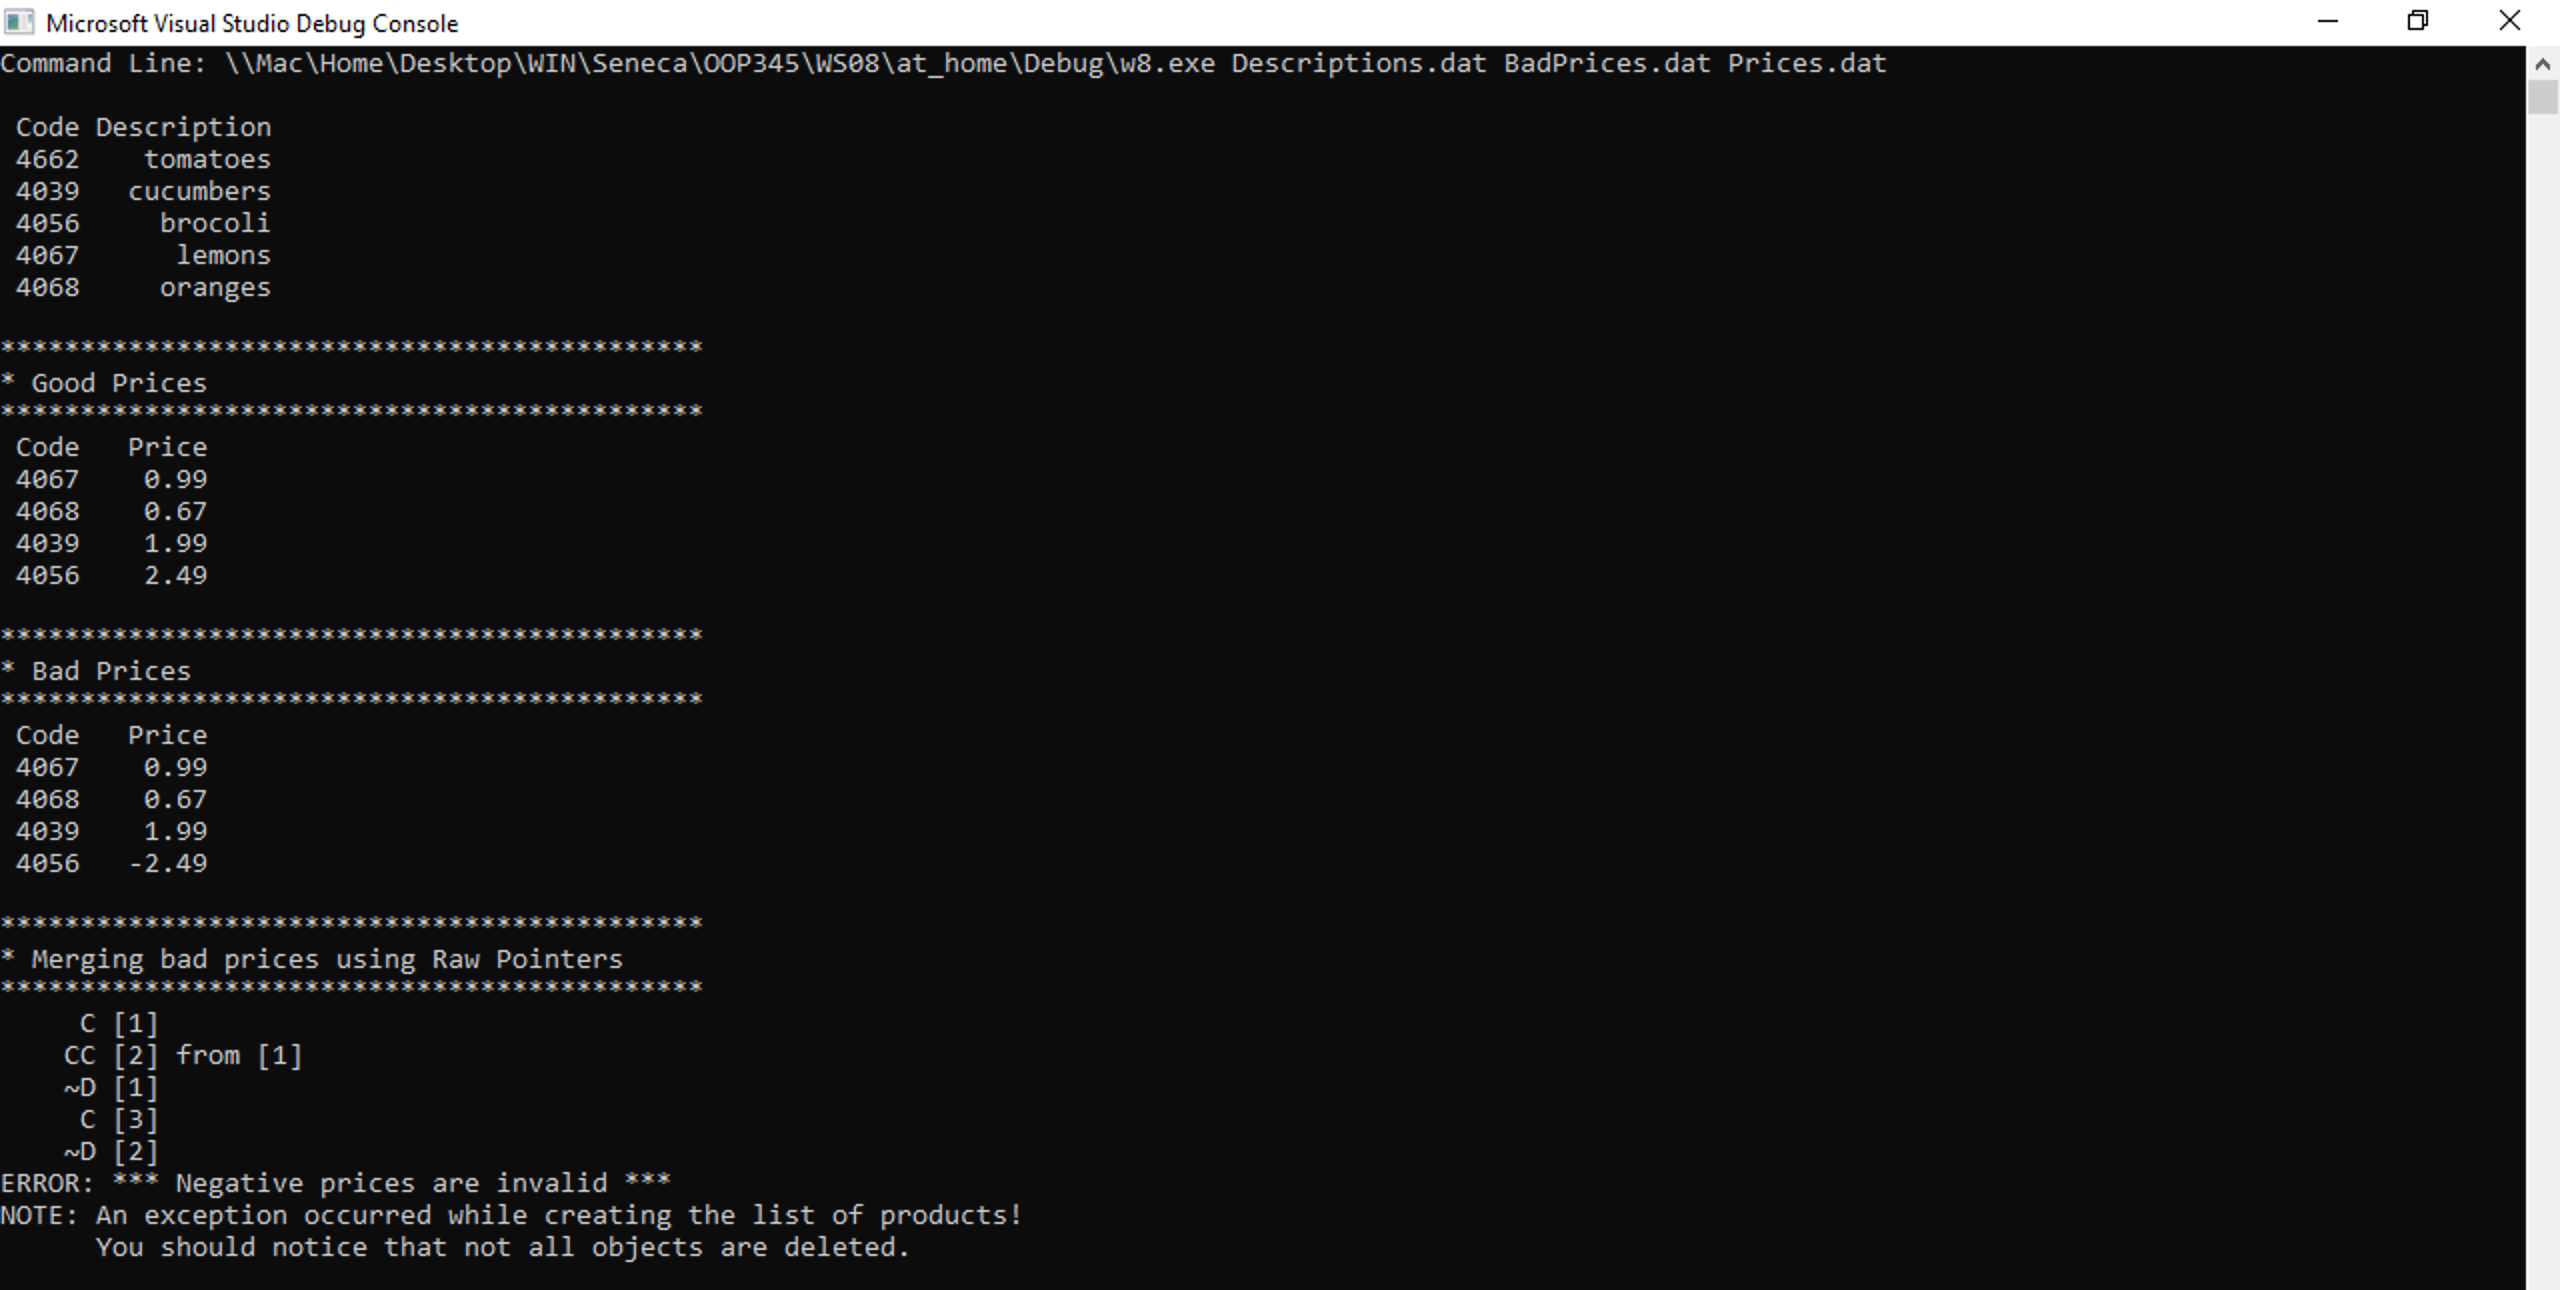 Microsoft Visual Studio Debug Console
Command Line: \\Mac\Home\Desktop\WIN\Seneca\OOP345\WS08\at_home\Debug\w8.exe Descriptions.dat BadPrices.dat Prices.dat
Code Description
4662 tomatoes
4039 cucumbers
4056 brocoli
4067 lemons
4068 oranges
********************************************
* Good Prices
********************************************
Code Price
4067 0.99
4068 0.67
4039 1.99
4056 2.49
********************************************
* Bad Prices
********************************************
Code Price
4067 0.99
4068 0.67
4039 1.99
4056 -2.49
********************************************
* Merging bad prices using Raw Pointers
********************************************
C [1]
CC [2] from [1]
~D [1]
C [3]
~D [2]
ERROR: *** Negative prices are invalid ***
NOTE: An exception occurred while creating the list of products!
You should notice that not all objects are deleted.